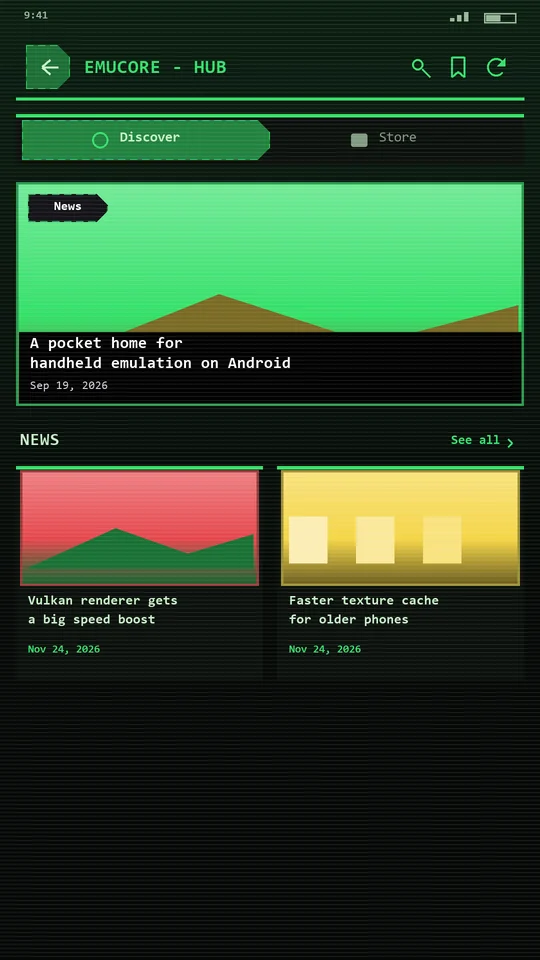 9:41
EMUCORE - HUB
Discover
Store
News
A pocket home for
handheld emulation on Android
Sep 19, 2026
NEWS
See all
Vulkan renderer gets
a big speed boost
Nov 24, 2026
Faster texture cache
for older phones
Nov 24, 2026